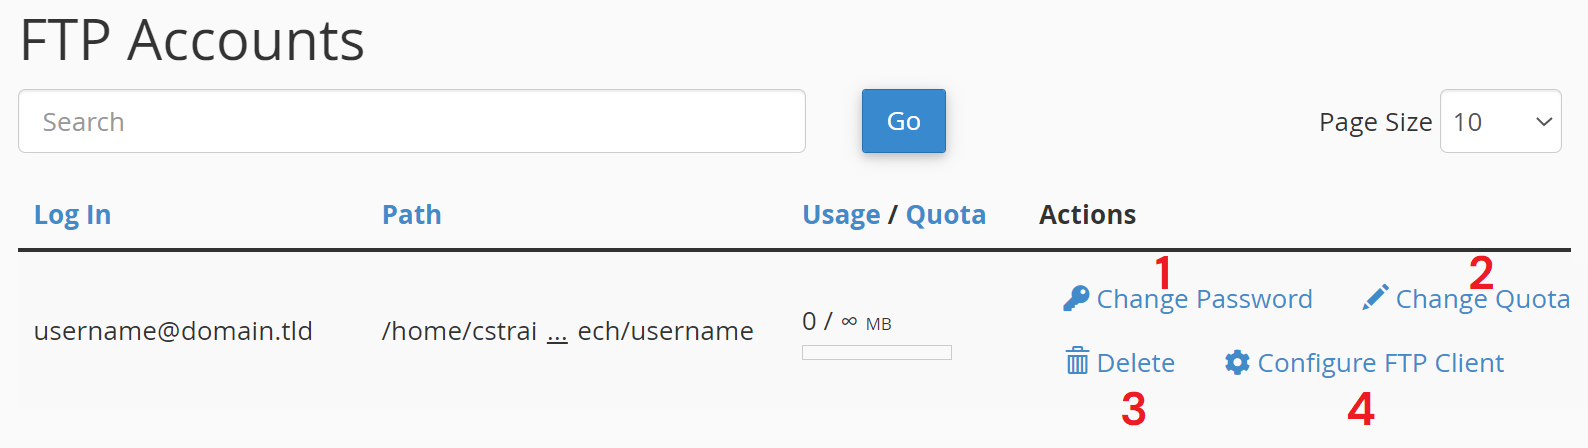 FTP Accounts
Search Go Page Size 10
Log In Path Usage / Quota Actions
1 2
Change Password Change Quota
username@domain.tld /home/cstrai ... ech/username 0 / ∞ MB
Delete Configure FTP Client
3 4